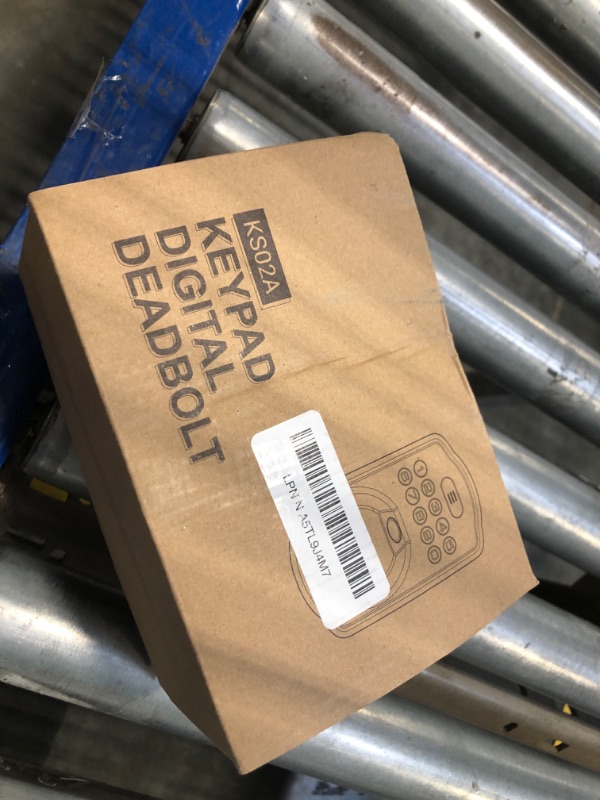 KS02A
KEYPAD
DIGITAL
DEADBOLT
LPN N A5TL9J4M7